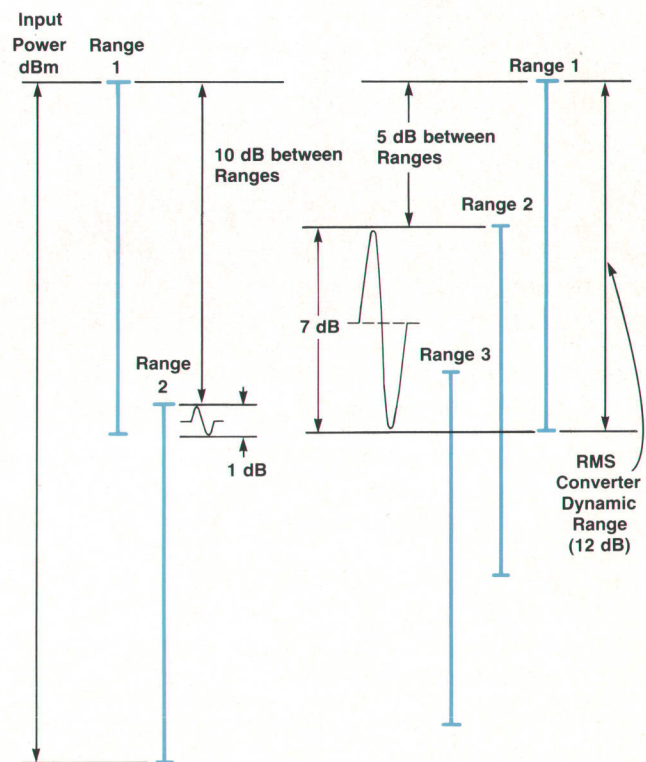 Input
Power
dBm
Range
1
10 dB between
Ranges
Range
2
1 dB
Range 1
5 dB between
Ranges
Range 2
7 dB
Range 3
RMS
Converter
Dynamic
Range
(12 dB)